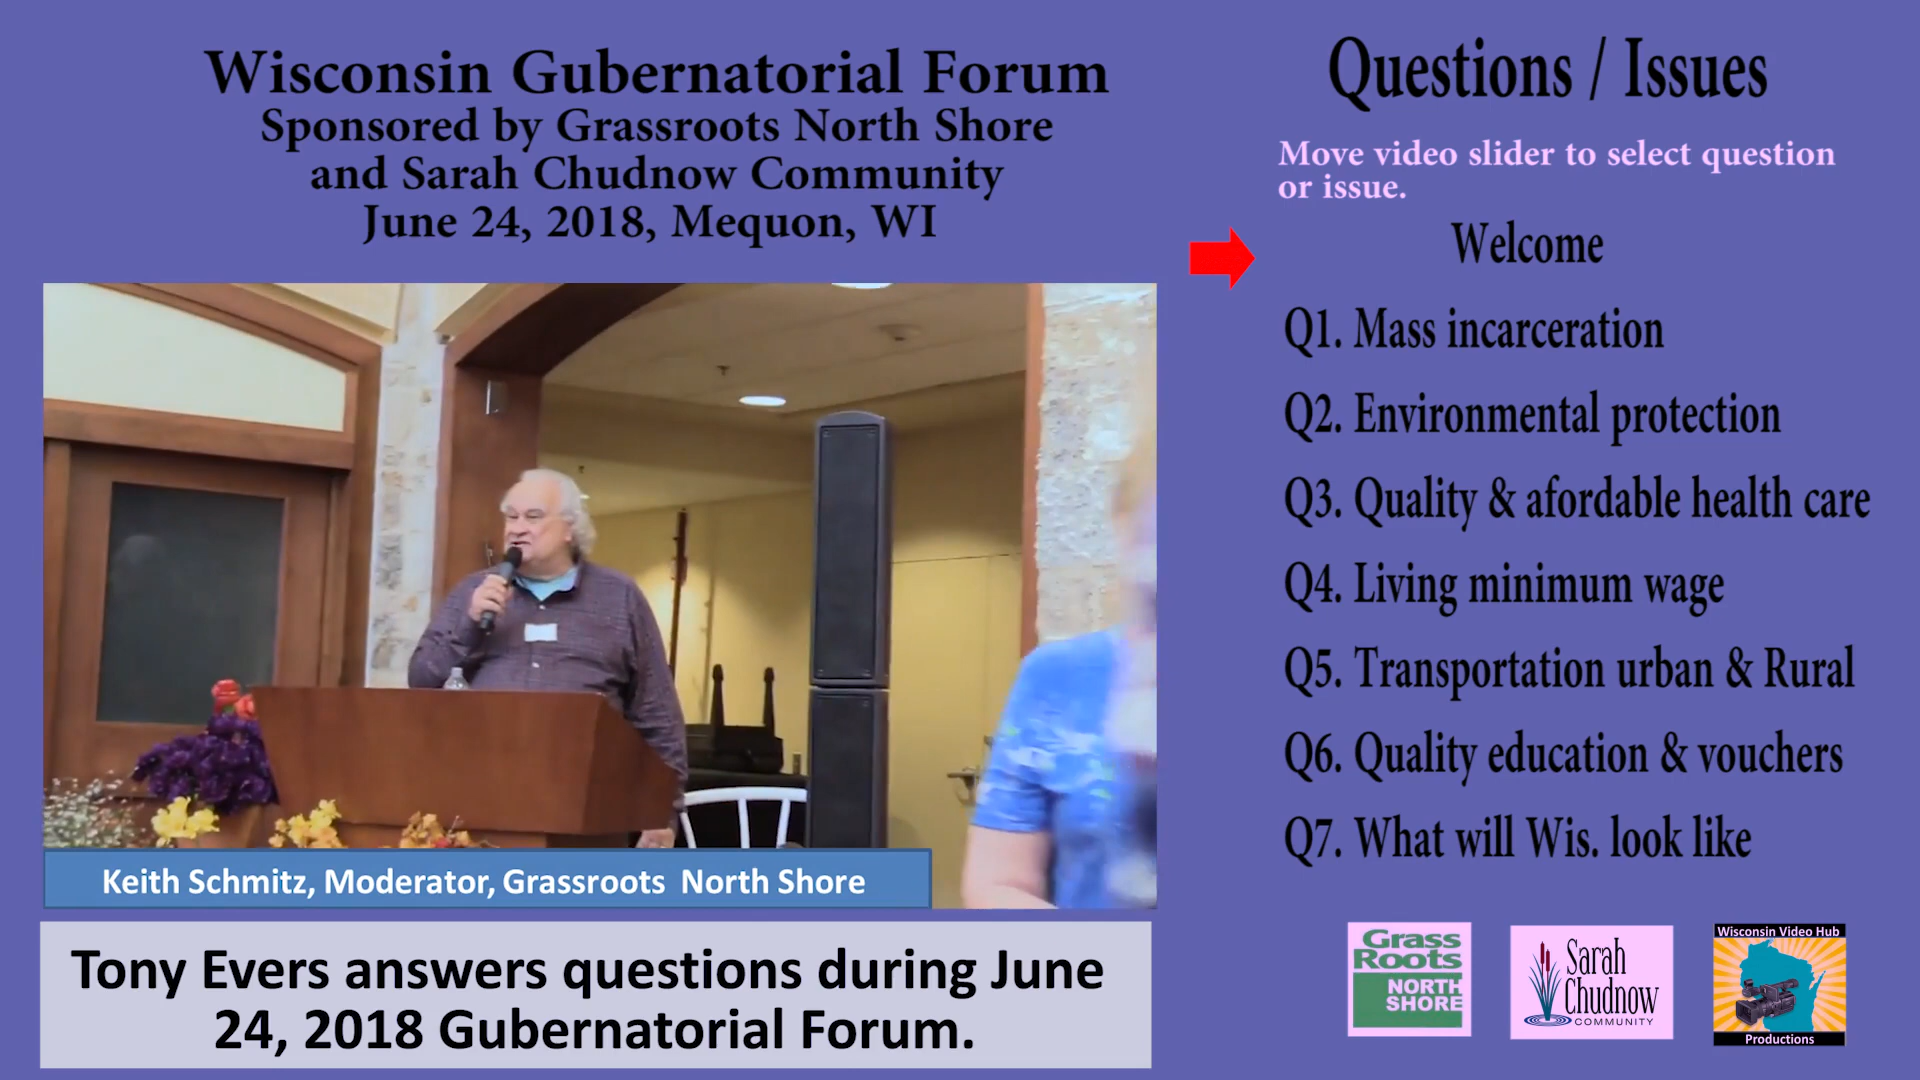 Wisconsin Gubernatorial Forum
Sponsored by Grassroots North Shore
and Sarah Chudnow Community
June 24, 2018, Mequon, WI
Keith Schmitz, Moderator, Grassroots North Shore
Tony Evers answers questions during June
24, 2018 Gubernatorial Forum.
Questions / Issues
Move video slider to select question
or issue.
Welcome
Q1. Mass incarceration
Q2. Environmental protection
Q3. Quality & afordable health care
Q4. Living minimum wage
Q5. Transportation urban & Rural
Q6. Quality education & vouchers
Q7. What will Wis. look like
Grass
Roots
NORTH
SHORE
Sarah
Chudnow
COMMUNITY
Wisconsin Video Hub
Productions